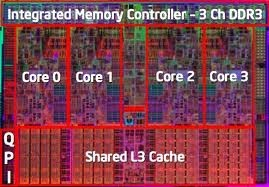 Integrated Memory Controller – 3 Ch DDR3
Core 0 Core 1 Core 2 Core 3
QPI
Shared L3 Cache